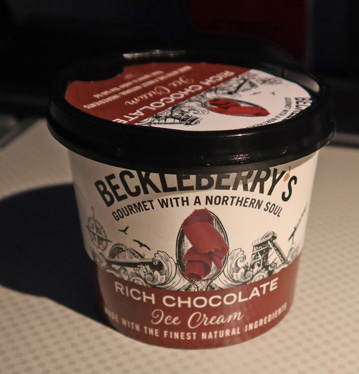 RICH CHOCOLATE
Ice Cream
BECKLEBERRY'S
GOURMET WITH A NORTHERN SOUL
RICH CHOCOLATE
Ice Cream
MADE WITH THE FINEST NATURAL INGREDIENTS